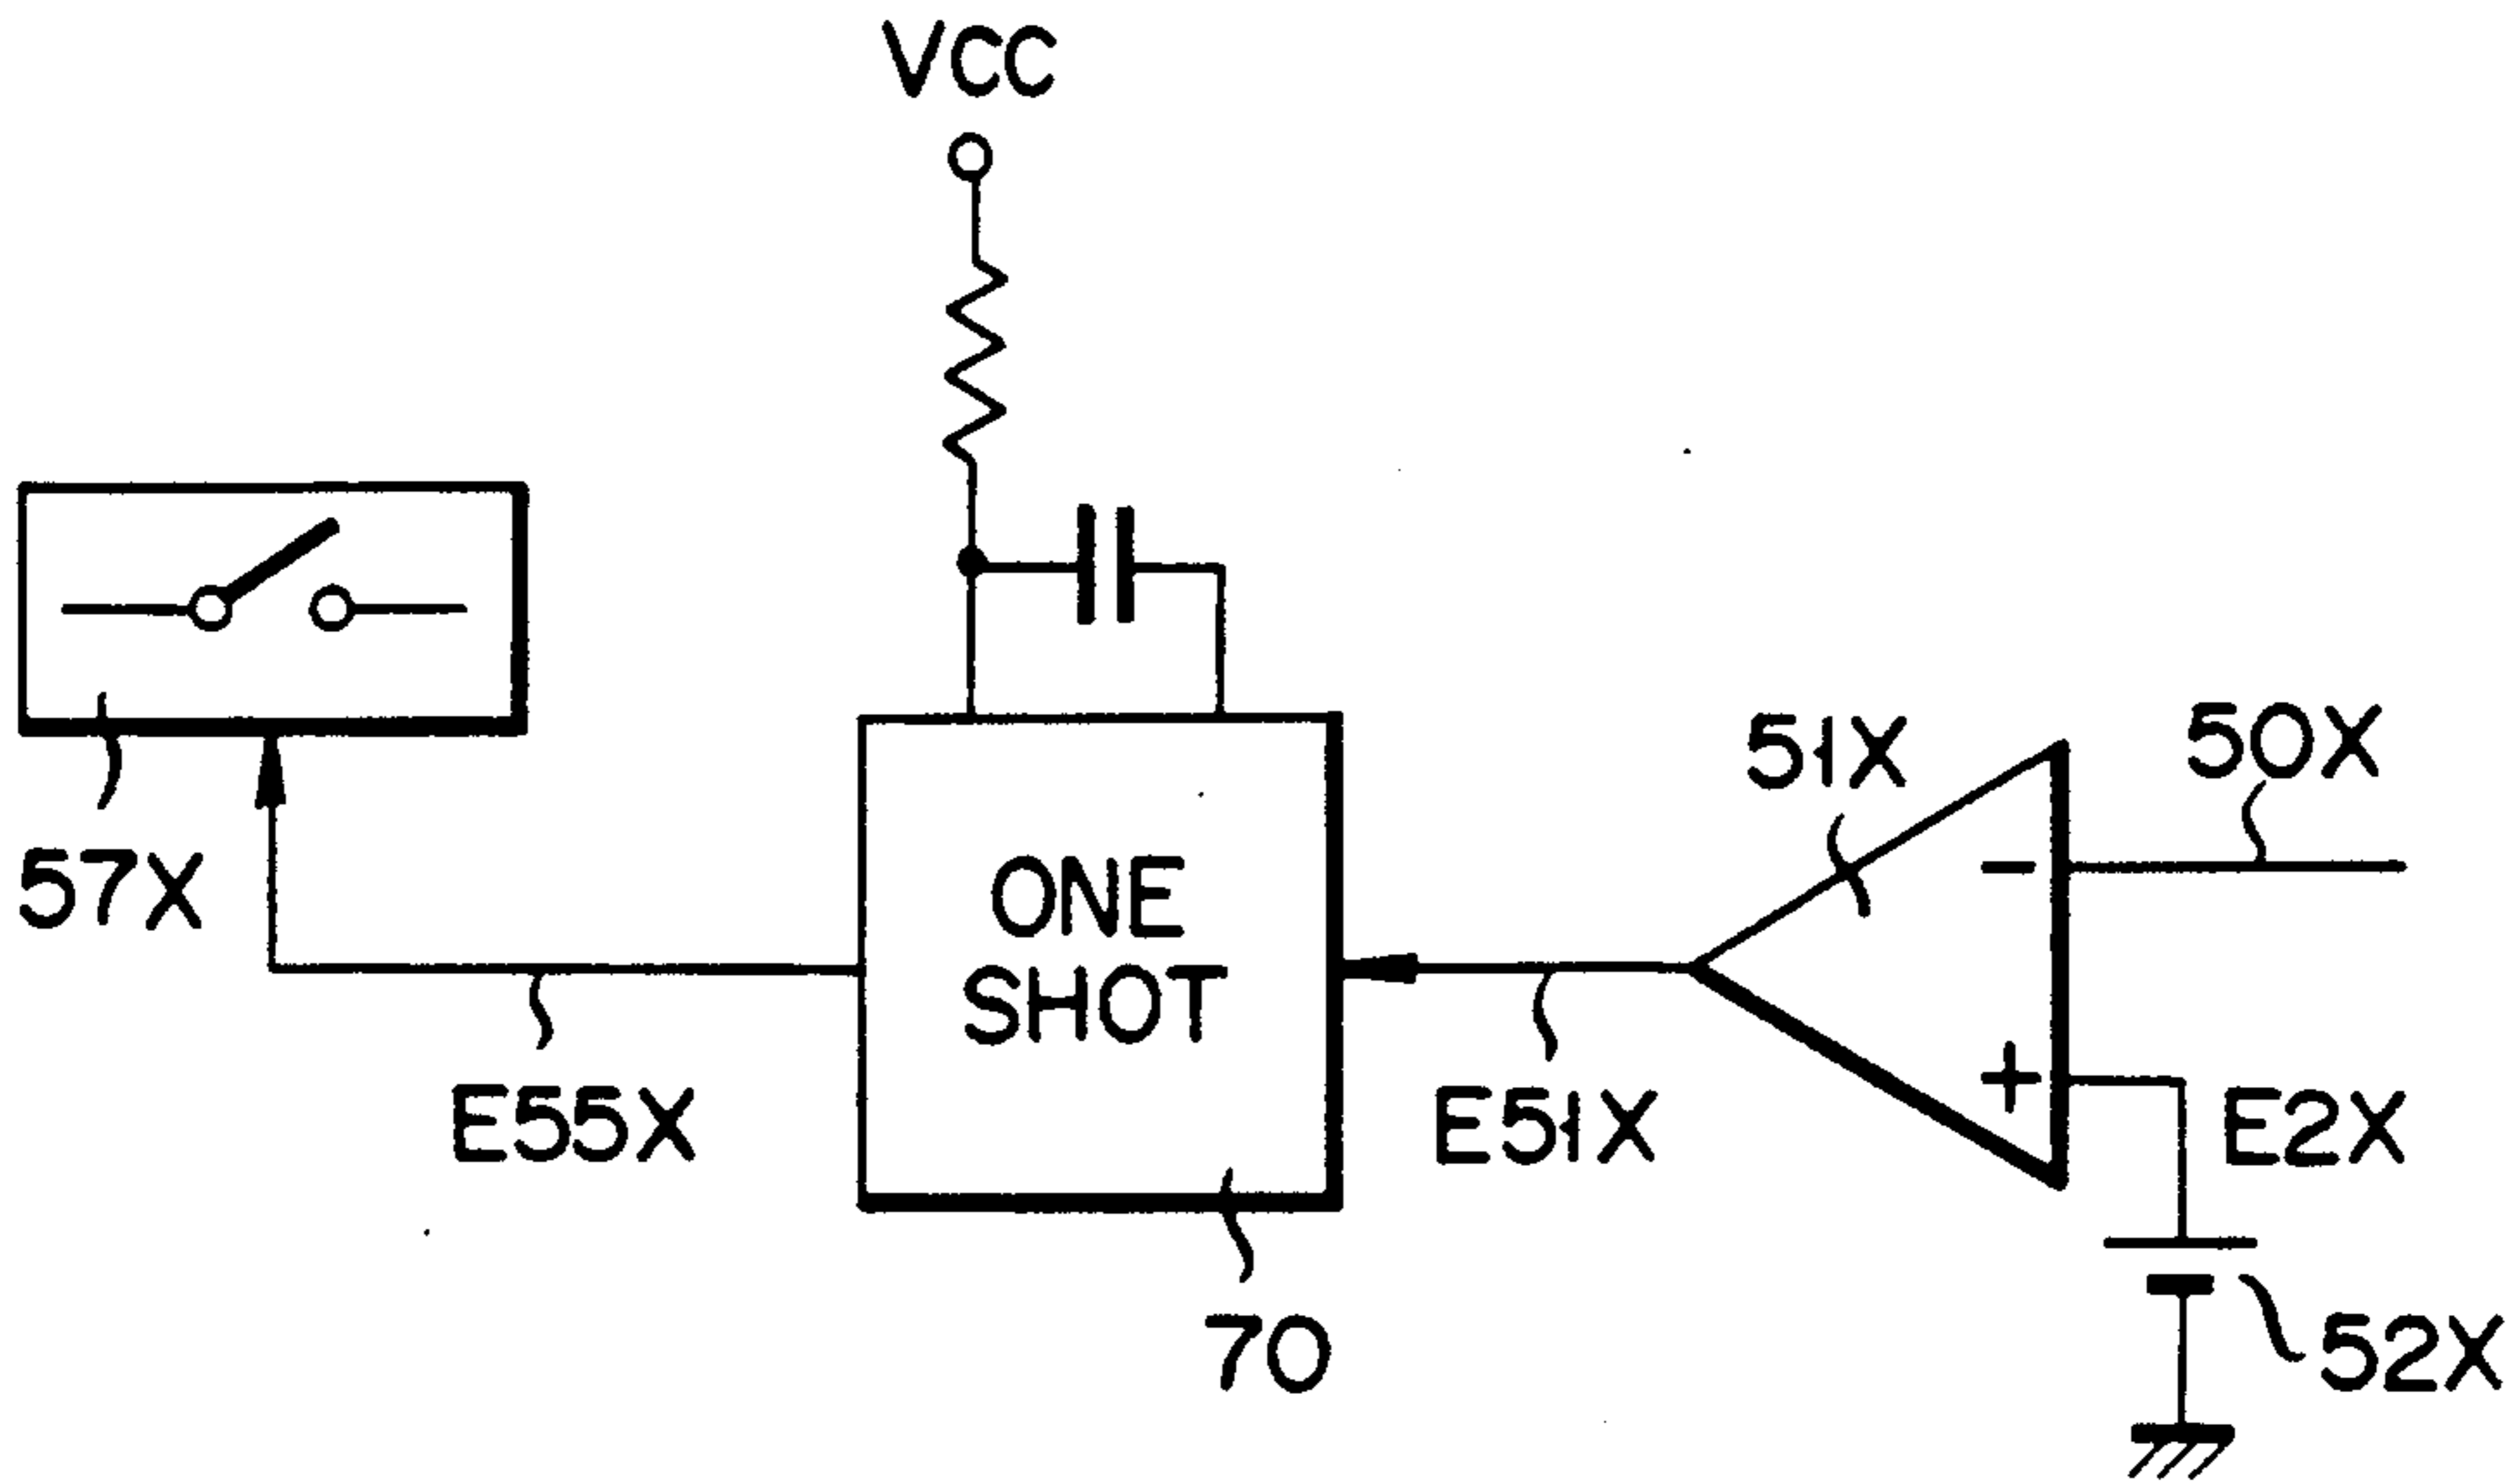 VCC
51X
50X
57X
ONE
SHOT
-
+
E55X
E51X
E2X
70
52X